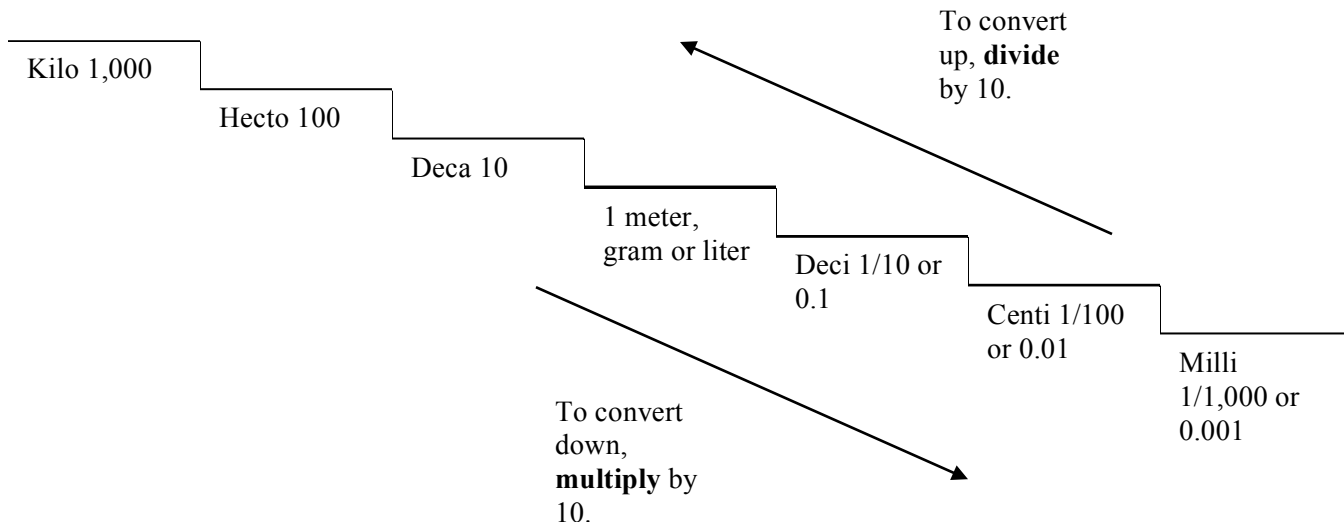 To convert
up, divide
by 10.
Kilo 1,000
Hecto 100
Deca 10
1 meter,
gram or liter
Deci 1/10 or
0.1
Centi 1/100
or 0.01
Milli
1/1,000 or
0.001
To convert
down,
multiply by
10.